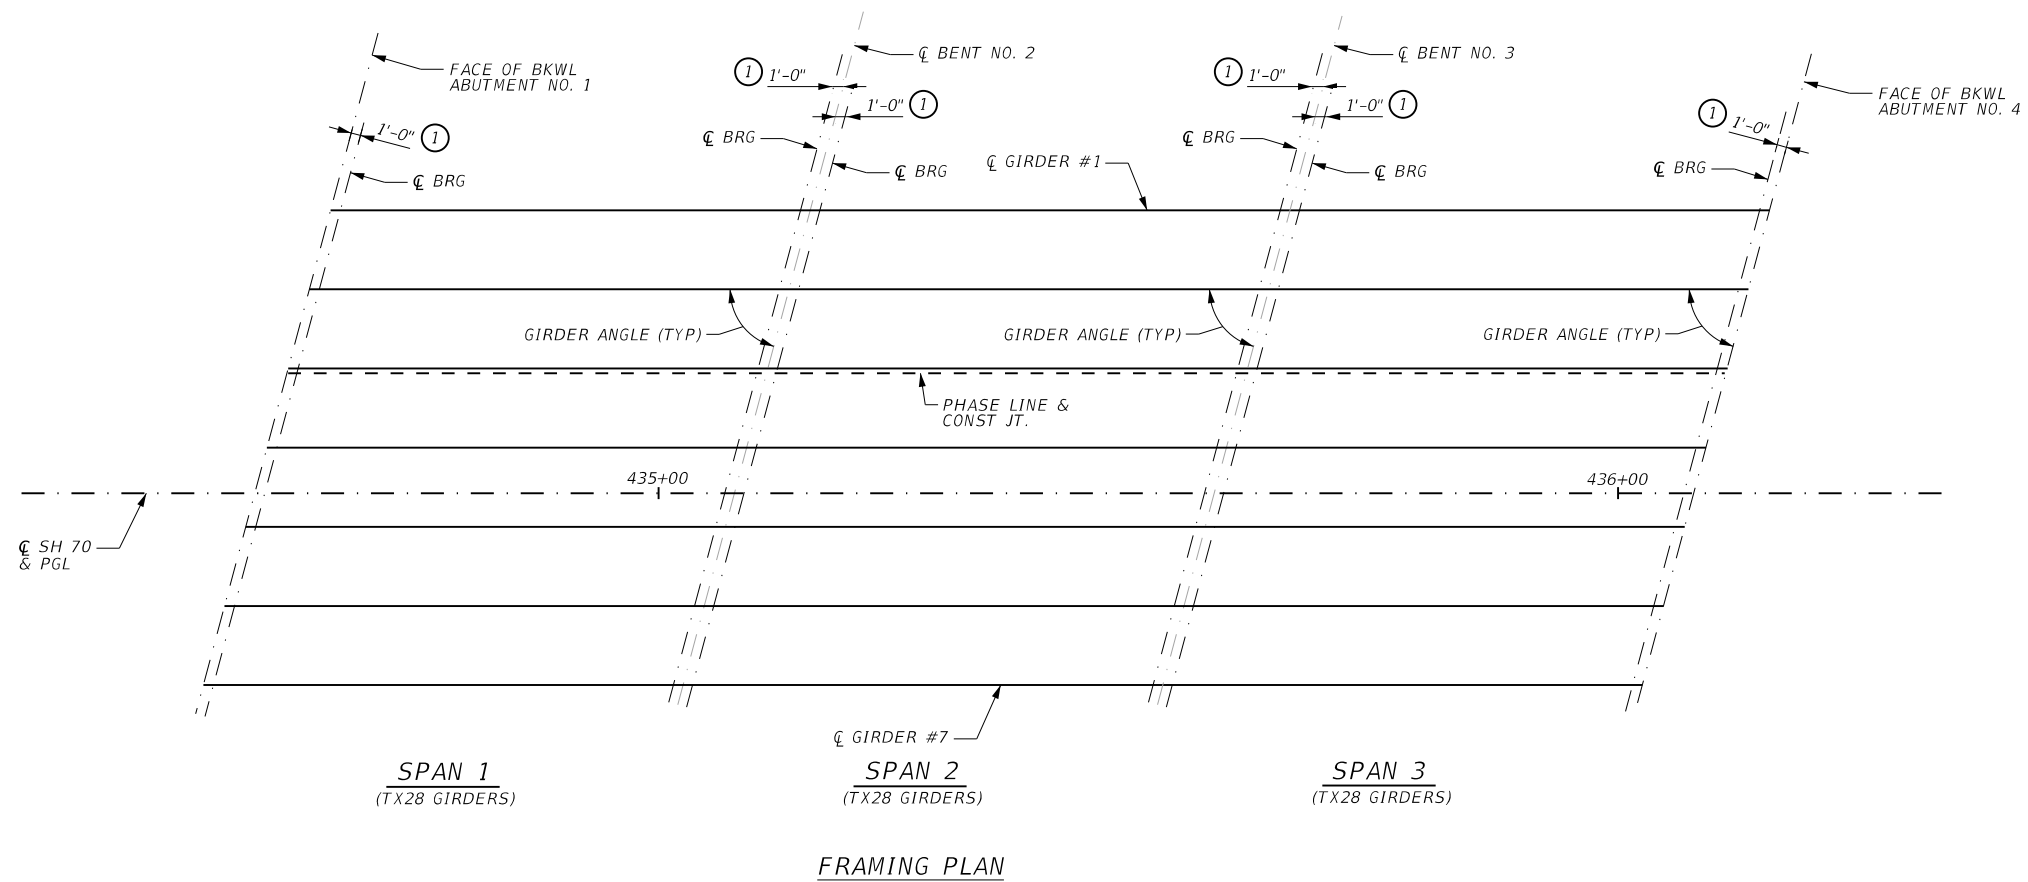 FACE OF BKWL
ABUTMENT NO. 1
1'-0" 1
℄ BRG
1 1'-0"
℄ BENT NO. 2
1'-0" 1
℄ BRG
℄ BRG
℄ GIRDER #1
1 1'-0"
℄ BENT NO. 3
1'-0" 1
℄ BRG
℄ BRG
FACE OF BKWL
ABUTMENT NO. 4
1 1'-0"
℄ BRG
GIRDER ANGLE (TYP)
GIRDER ANGLE (TYP)
GIRDER ANGLE (TYP)
PHASE LINE &
CONST JT.
435+00
436+00
℄ SH 70
& PGL
℄ GIRDER #7
SPAN 1
(TX28 GIRDERS)
SPAN 2
(TX28 GIRDERS)
SPAN 3
(TX28 GIRDERS)
FRAMING PLAN